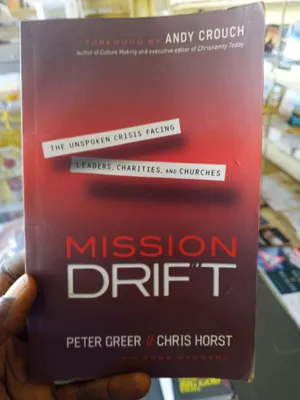 FOREWORD BY ANDY CROUCH
Author of Culture Making and executive editor of Christianity Today
THE UNSPOKEN CRISIS FACING
LEADERS, CHARITIES, AND CHURCHES
MISSION
DRIFT
PETER GREER // CHRIS HORST